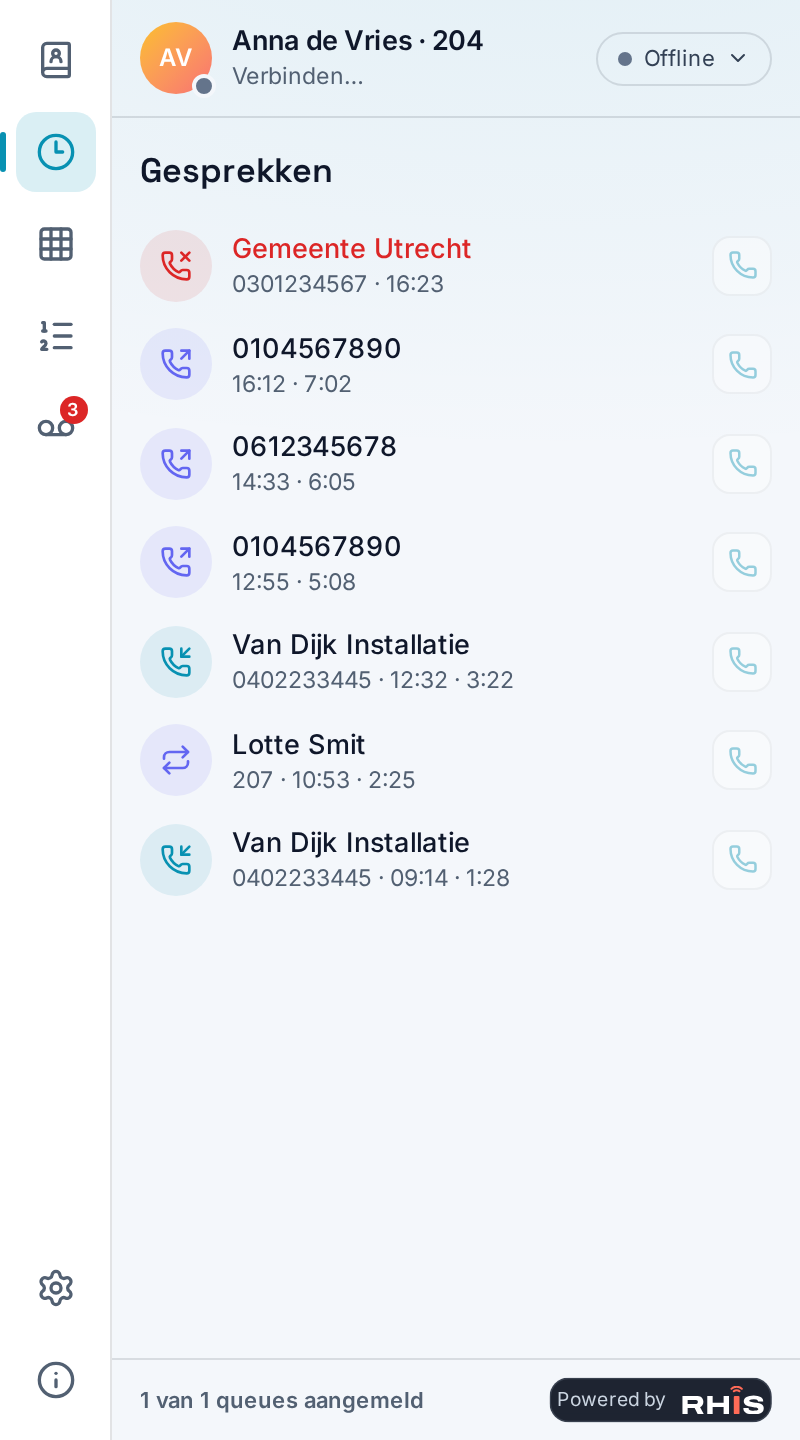 AV
Anna de Vries · 204
Verbinden...
Offline
Gesprekken
Gemeente Utrecht
0301234567 · 16:23
0104567890
16:12 · 7:02
0612345678
14:33 · 6:05
0104567890
12:55 · 5:08
Van Dijk Installatie
0402233445 · 12:32 · 3:22
Lotte Smit
207 · 10:53 · 2:25
Van Dijk Installatie
0402233445 · 09:14 · 1:28
1
2
3
1 van 1 queues aangemeld
Powered by RHiS